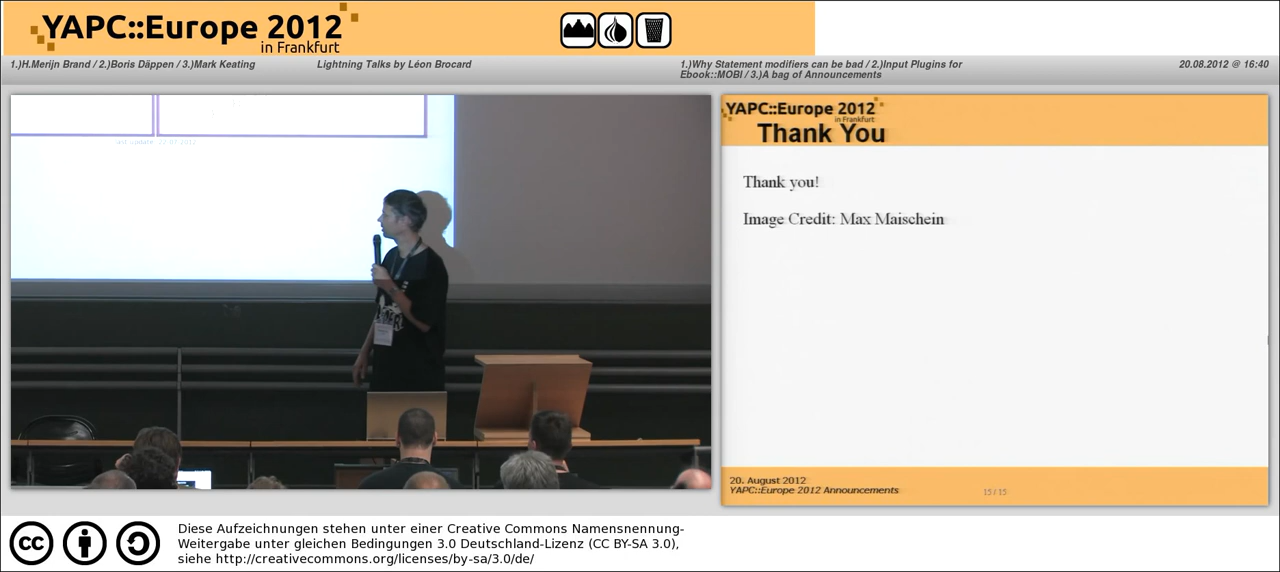 YAPC::Europe 2012
in Frankfurt
1.)H.Merijn Brand / 2.)Boris Däppen / 3.)Mark Keating
Lightning Talks by Léon Brocard
1.)Why Statement modifiers can be bad / 2.)Input Plugins for
Ebook::MOBI / 3.)A bag of Announcements
20.08.2012 @ 16:40
YAPC::Europe 2012
in Frankfurt
Thank You
Thank you!
Image Credit: Max Maischein
20. August 2012
YAPC::Europe 2012 Announcements
15/15
cc
Diese Aufzeichnungen stehen unter einer Creative Commons Namensnennung-
Weitergabe unter gleichen Bedingungen 3.0 Deutschland-Lizenz (CC BY-SA 3.0),
siehe http://creativecommons.org/licenses/by-sa/3.0/de/